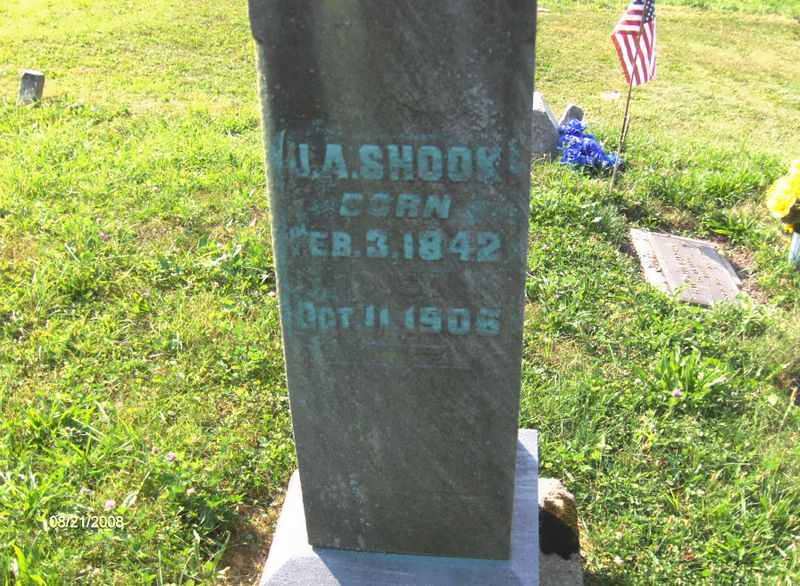 J.A.SHOOK
BORN
FEB.3,1842
OCT 11,1906
08/21/2008